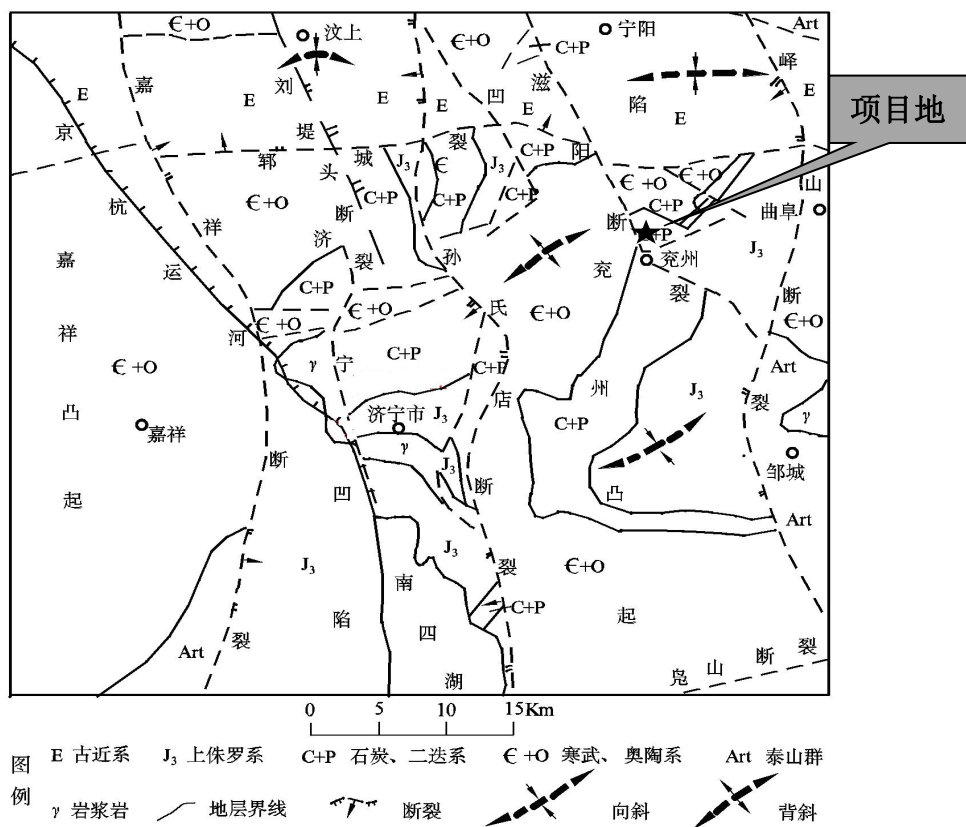 Є+O
汶上
Є+O
C+P
宁阳
Art
E
嘉
刘
E
E
凹
E
滋
陷
E
峄
E
项目地
京
堤
郓
城
J₃
裂
Є
C+P
J₃
C+P
C+P
阳
Є+O
Є+O
C+P
山
曲阜
杭
Є+O
头
C+P
祥
断
断
C+P
嘉
运
济
裂
孙
兖
兖州
裂
J₃
断
祥
河
C+P
Є+O
Є+O
氏
Є+O
Є+O
凸
Є+O
γ
宁
C+P
C+P
店
州
J₃
Art
裂
γ
嘉祥
济宁市
J₃
C+P
γ
J₃
邹城
起
断
凹
断
凸
Art
J₃
J₃
南
裂
Є+O
C+P
起
Art
裂
陷
四
湖
凫
山
断
裂
0 5 10 15Km
图例
E 古近系 J₃ 上侏罗系 C+P 石炭、二迭系 Є+O 寒武、奥陶系 Art 泰山群
γ 岩浆岩 地层界线 断裂 向斜 背斜